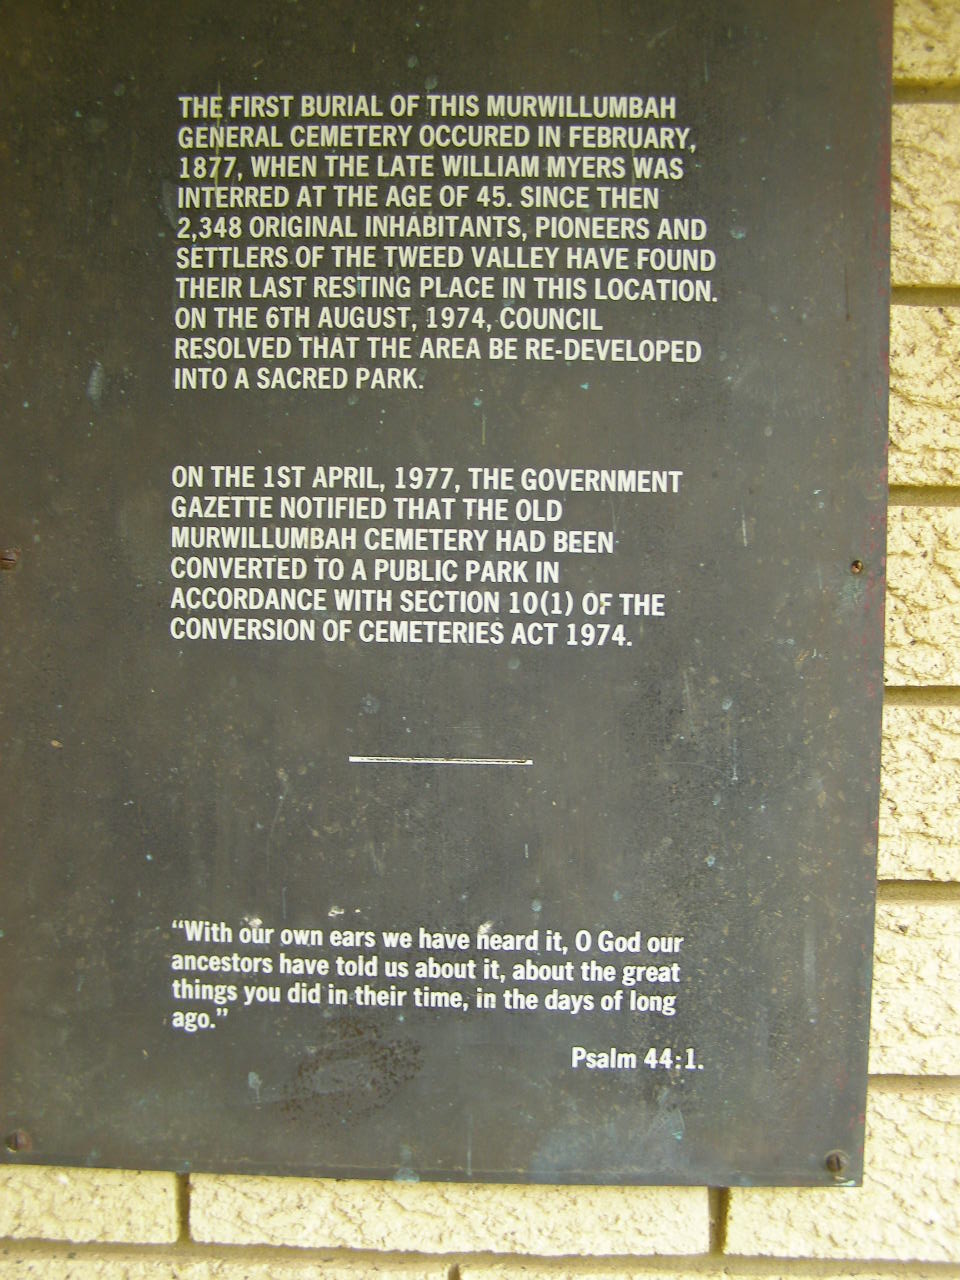 THE FIRST BURIAL OF THIS MURWILLUMBAH
GENERAL CEMETERY OCCURED IN FEBRUARY,
1877, WHEN THE LATE WILLIAM MYERS WAS
INTERRED AT THE AGE OF 45. SINCE THEN
2,348 ORIGINAL INHABITANTS, PIONEERS AND
SETTLERS OF THE TWEED VALLEY HAVE FOUND
THEIR LAST RESTING PLACE IN THIS LOCATION.
ON THE 6TH AUGUST, 1974, COUNCIL
RESOLVED THAT THE AREA BE RE-DEVELOPED
INTO A SACRED PARK.
ON THE 1ST APRIL, 1977, THE GOVERNMENT
GAZETTE NOTIFIED THAT THE OLD
MURWILLUMBAH CEMETERY HAD BEEN
CONVERTED TO A PUBLIC PARK IN
ACCORDANCE WITH SECTION 10(1) OF THE
CONVERSION OF CEMETERIES ACT 1974.
“With our own ears we have heard it, O God our
ancestors have told us about it, about the great
things you did in their time, in the days of long
ago.”
Psalm 44:1.